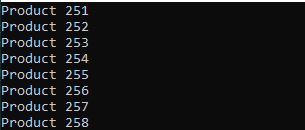 Product 251
Product 252
Product 253
Product 254
Product 255
Product 256
Product 257
Product 258